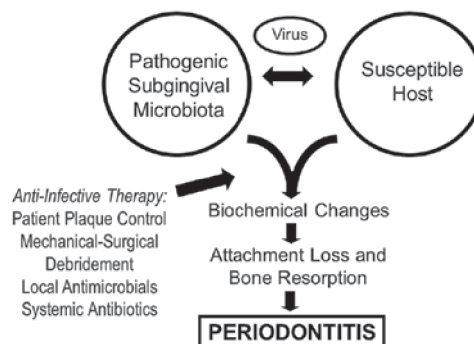 Virus
Pathogenic
Subgingival
Microbiota
Susceptible
Host
Anti-Infective Therapy:
Patient Plaque Control
Mechanical-Surgical
Debridement
Local Antimicrobials
Systemic Antibiotics
Biochemical Changes
Attachment Loss and
Bone Resorption
PERIODONTITIS